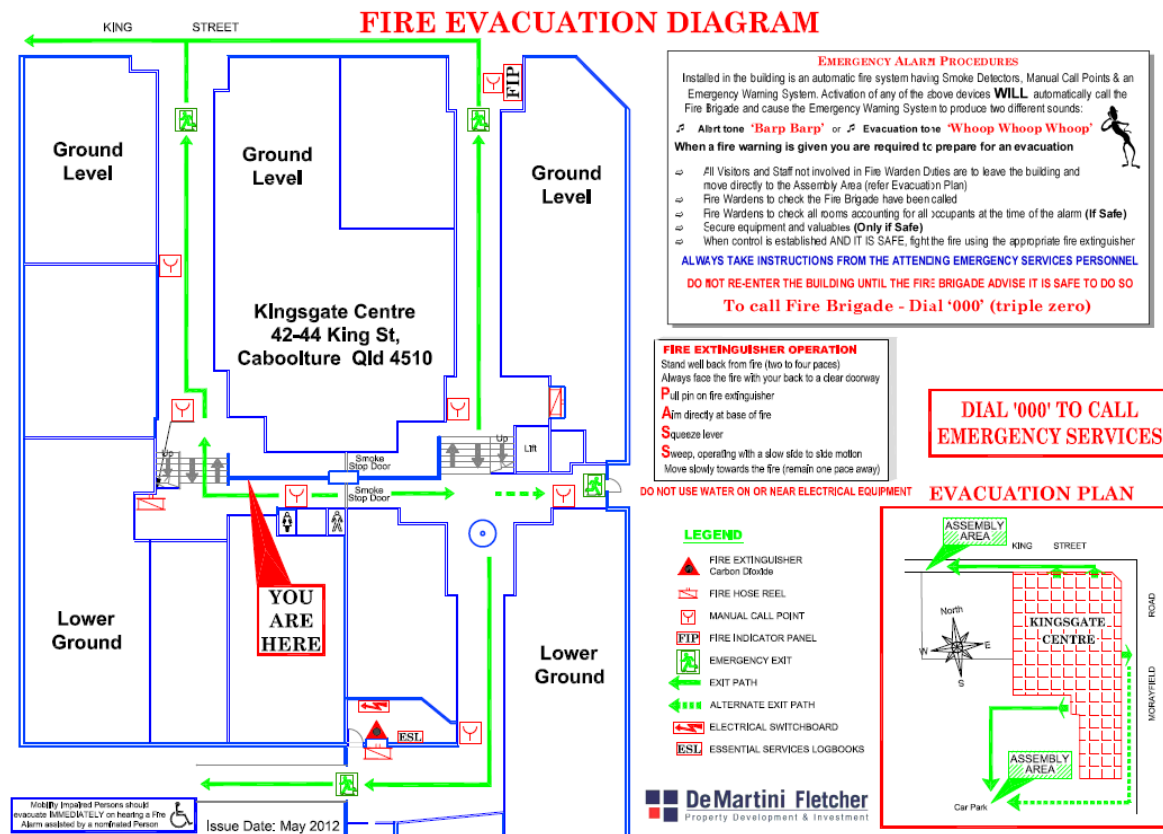 FIRE EVACUATION DIAGRAM
KING STREET
FIP
Ground
Level
Ground
Level
Ground
Level
Kingsgate Centre
42-44 King St,
Caboolture Qld 4510
Up
Smoke
Stop Door
Up
Lift
Smoke
Stop Door
YOU
ARE
HERE
Lower
Ground
Lower
Ground
ESL
Mobility Impaired Persons should
evacuate IMMEDIATELY on hearing a Fire
Alarm assisted by a nominated Person
Issue Date: May 2012
EMERGENCY ALARM PROCEDURES
Installed in the building is an automatic fire system having Smoke Detectors, Manual Call Points & an
Emergency Warning System. Activation of any of the above devices WILL automatically call the
Fire Brigade and cause the Emergency Warning System to produce two different sounds:
♬ Alert tone 'Barp Barp' or ♬ Evacuation tone 'Whoop Whoop Whoop'
When a fire warning is given you are required to prepare for an evacuation
⇨ All Visitors and Staff not involved in Fire Warden Duties are to leave the building and
move directly to the Assembly Area (refer Evacuation Plan)
⇨ Fire Wardens to check the Fire Brigade have been called
⇨ Fire Wardens to check all rooms accounting for all occupants at the time of the alarm (If Safe)
⇨ Secure equipment and valuables (Only if Safe)
⇨ When control is established AND IT IS SAFE, fight the fire using the appropriate fire extinguisher
ALWAYS TAKE INSTRUCTIONS FROM THE ATTENDING EMERGENCY SERVICES PERSONNEL
DO NOT RE-ENTER THE BUILDING UNTIL THE FIRE BRIGADE ADVISE IT IS SAFE TO DO SO
To call Fire Brigade - Dial '000' (triple zero)
FIRE EXTINGUISHER OPERATION
Stand well back from fire (two to four paces)
Always face the fire with your back to a clear doorway
Pull pin on fire extinguisher
Aim directly at base of fire
Squeeze lever
Sweep, operating with a slow side to side motion
Move slowly towards the fire (remain one pace away)
DO NOT USE WATER ON OR NEAR ELECTRICAL EQUIPMENT
DIAL '000' TO CALL
EMERGENCY SERVICES
LEGEND
FIRE EXTINGUISHER
Carbon Dioxide
FIRE HOSE REEL
MANUAL CALL POINT
FIP FIRE INDICATOR PANEL
EMERGENCY EXIT
EXIT PATH
ALTERNATE EXIT PATH
ELECTRICAL SWITCHBOARD
ESL ESSENTIAL SERVICES LOGBOOKS
De Martini Fletcher
Property Development & Investment
EVACUATION PLAN
ASSEMBLY
AREA
KING STREET
North
W E
S
KINGSGATE
CENTRE
ROAD
MORAYFIELD
ASSEMBLY
AREA
Car Park